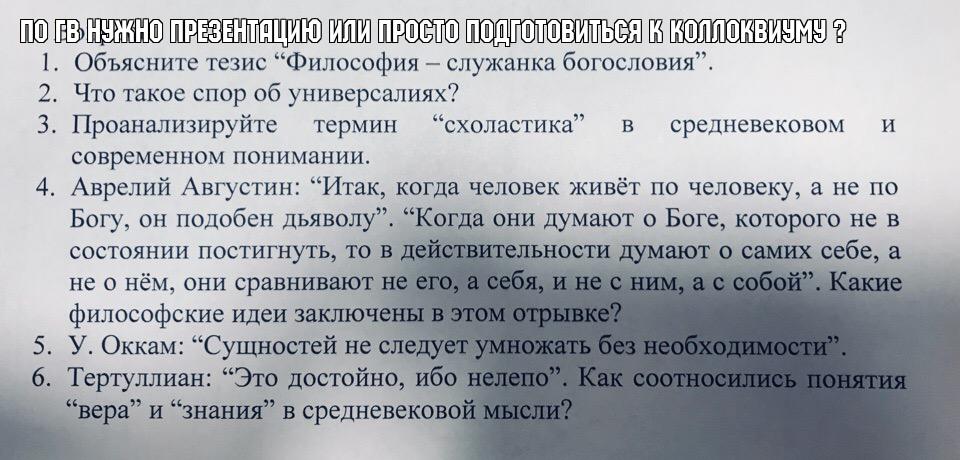 ПО ГВ НУЖНО ПРЕЗЕНТАЦИЮ ИЛИ ПРОСТО ПОДГОТОВИТЬСЯ К КОЛЛОКВИУМУ ?
1. Объясните тезис “Философия – служанка богословия”.
2. Что такое спор об универсалиях?
3. Проанализируйте термин “схоластика” в средневековом и
современном понимании.
4. Аврелий Августин: “Итак, когда человек живёт по человеку, а не по
Богу, он подобен дьяволу”. “Когда они думают о Боге, которого не в
состоянии постигнуть, то в действительности думают о самих себе, а
не о нём, они сравнивают не его, а себя, и не с ним, а с собой”. Какие
философские идеи заключены в этом отрывке?
5. У. Оккам: “Сущностей не следует умножать без необходимости”.
6. Тертуллиан: “Это достойно, ибо нелепо”. Как соотносились понятия
“вера” и “знания” в средневековой мысли?